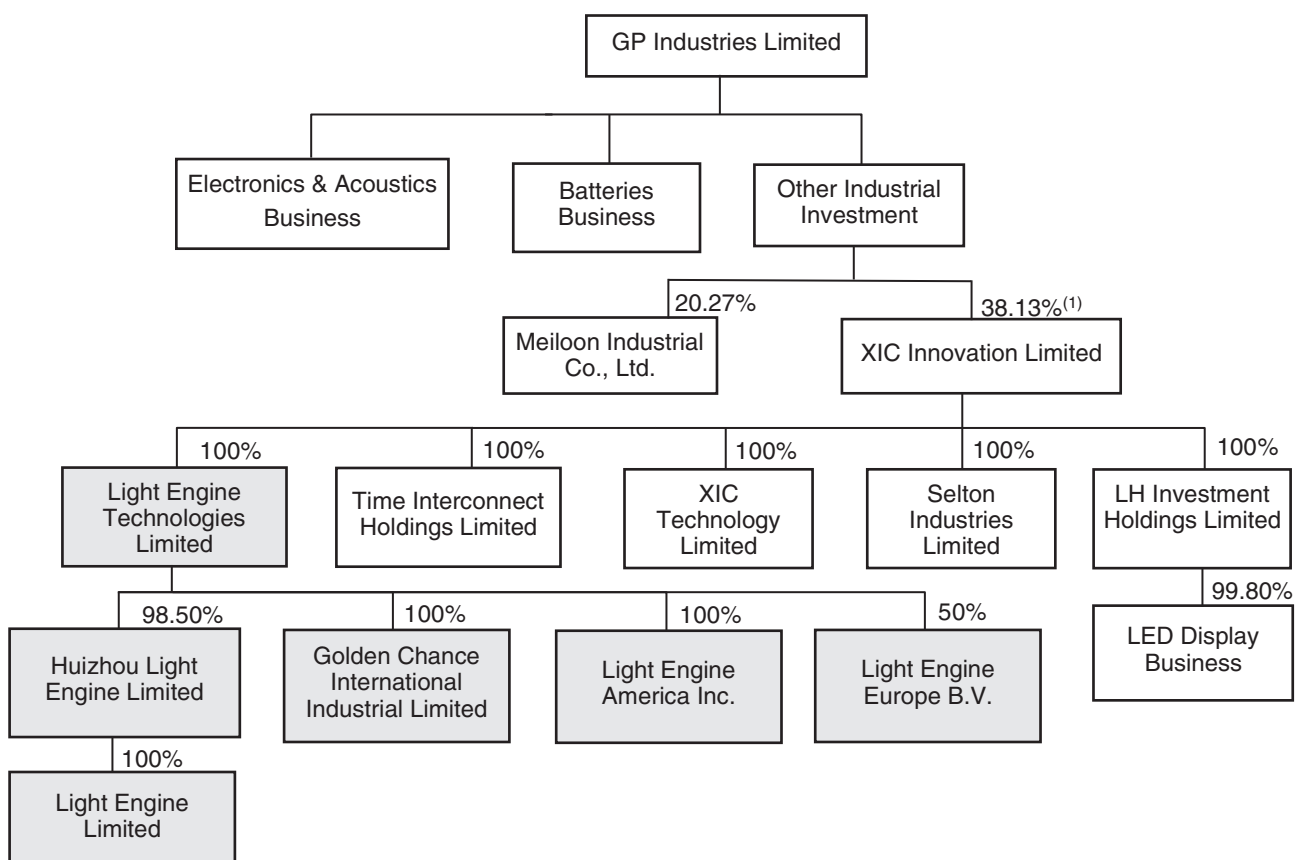 GP Industries Limited
Electronics & Acoustics
Business
Batteries
Business
Other Industrial
Investment
20.27%
38.13%(1)
Meiloon Industrial
Co., Ltd.
XIC Innovation Limited
100%
100%
100%
100%
100%
Light Engine
Technologies
Limited
Time Interconnect
Holdings Limited
XIC
Technology
Limited
Selton
Industries
Limited
LH Investment
Holdings Limited
98.50%
100%
100%
50%
99.80%
Huizhou Light
Engine Limited
Golden Chance
International
Industrial Limited
Light Engine
America Inc.
Light Engine
Europe B.V.
LED Display
Business
100%
Light Engine
Limited